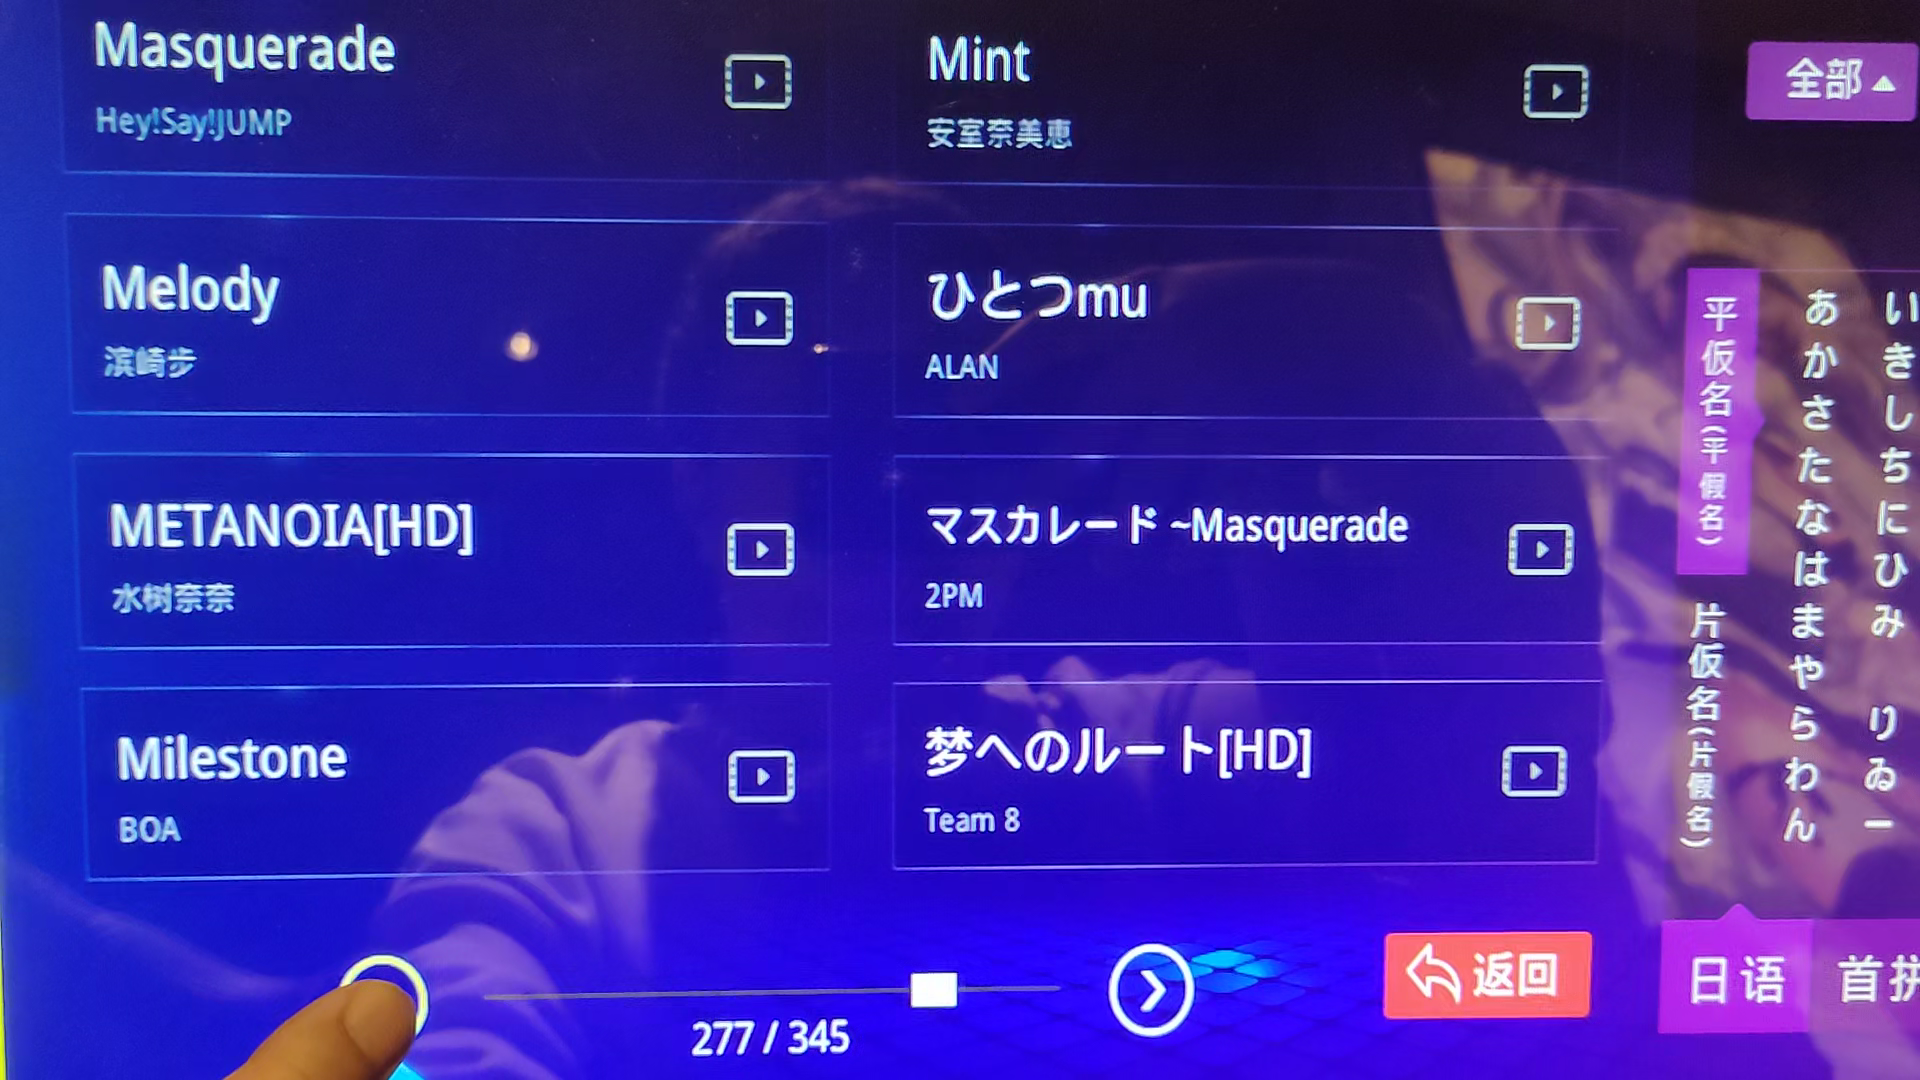 Masquerade
Hey!Say!JUMP
Mint
安室奈美恵
Melody
滨崎步
ひとつmu
ALAN
METANOIA[HD]
水树奈奈
マスカレード ~Masquerade
2PM
Milestone
BOA
梦へのルート[HD]
Team 8
277 / 345
返回
全部
平仮名(平假名)
片仮名(片假名)
あかさたなはまやらわん
いきしちにひみ りゐー
日语
首拼